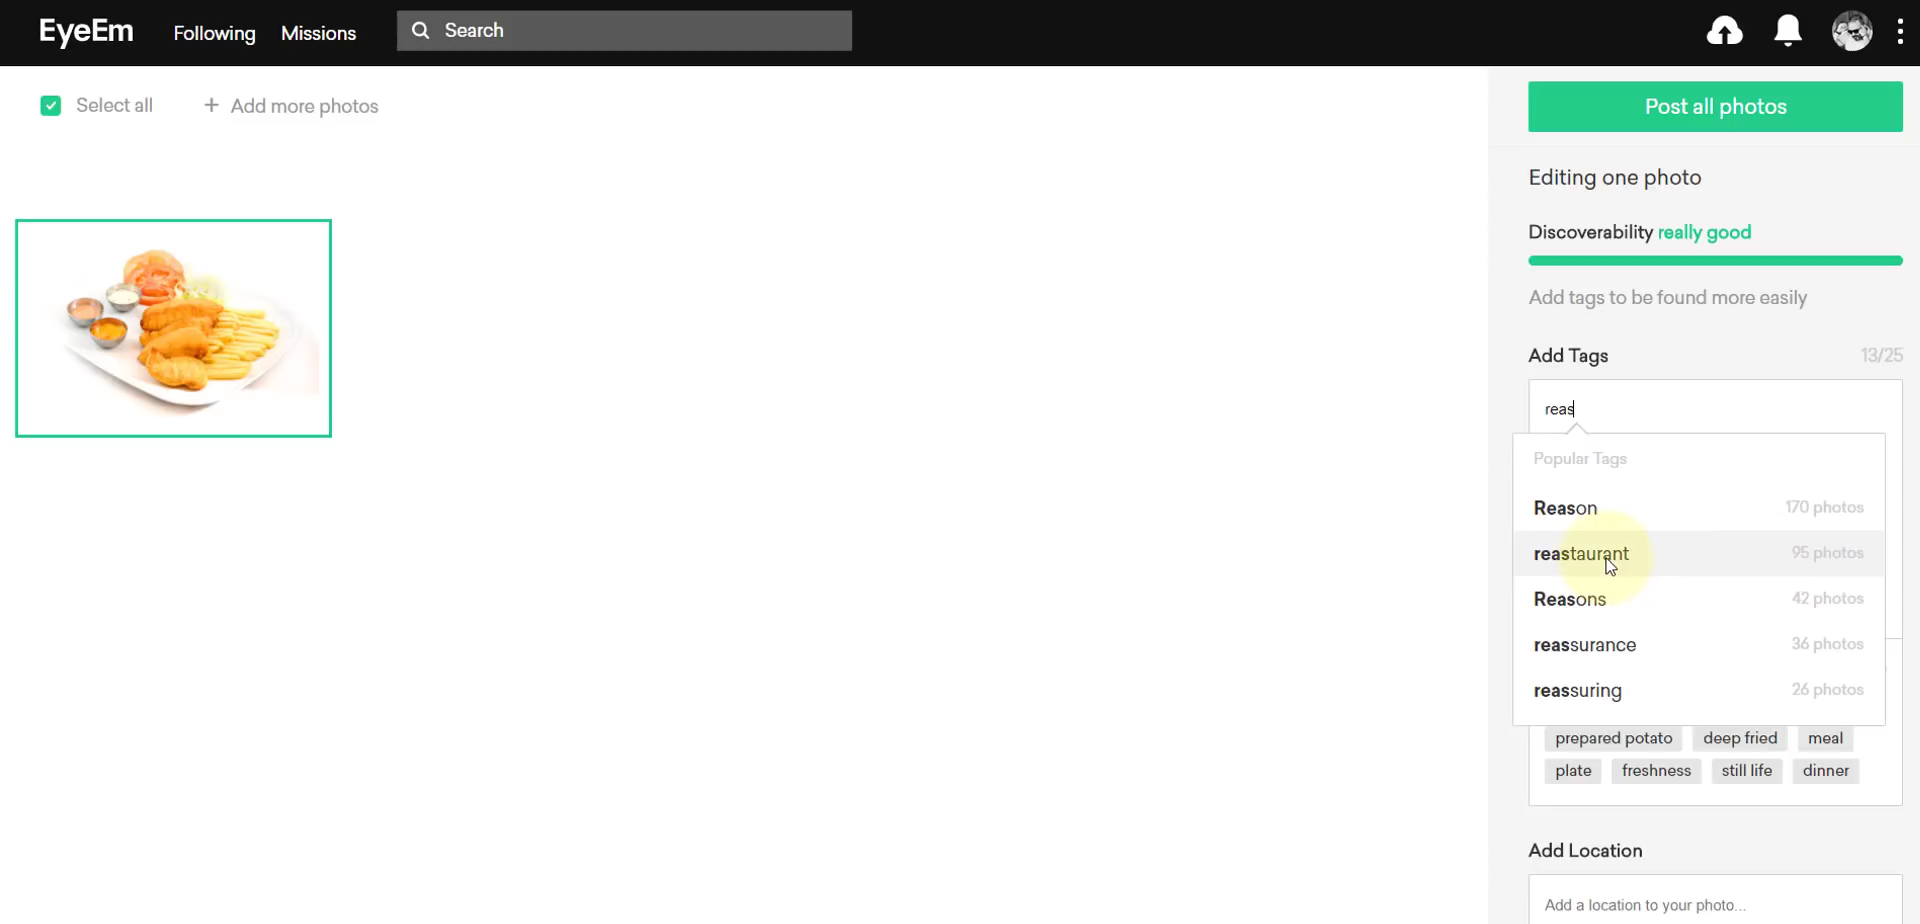 EyeEm Following Missions Search
Select all + Add more photos
Post all photos
Editing one photo
Discoverability really good
Add tags to be found more easily
Add Tags 13/25
reas
Popular Tags
Reason 170 photos
reastaurant 95 photos
Reasons 42 photos
reassurance 36 photos
reassuring 26 photos
prepared potato deep fried meal
plate freshness still life dinner
Add Location
Add a location to your photo...